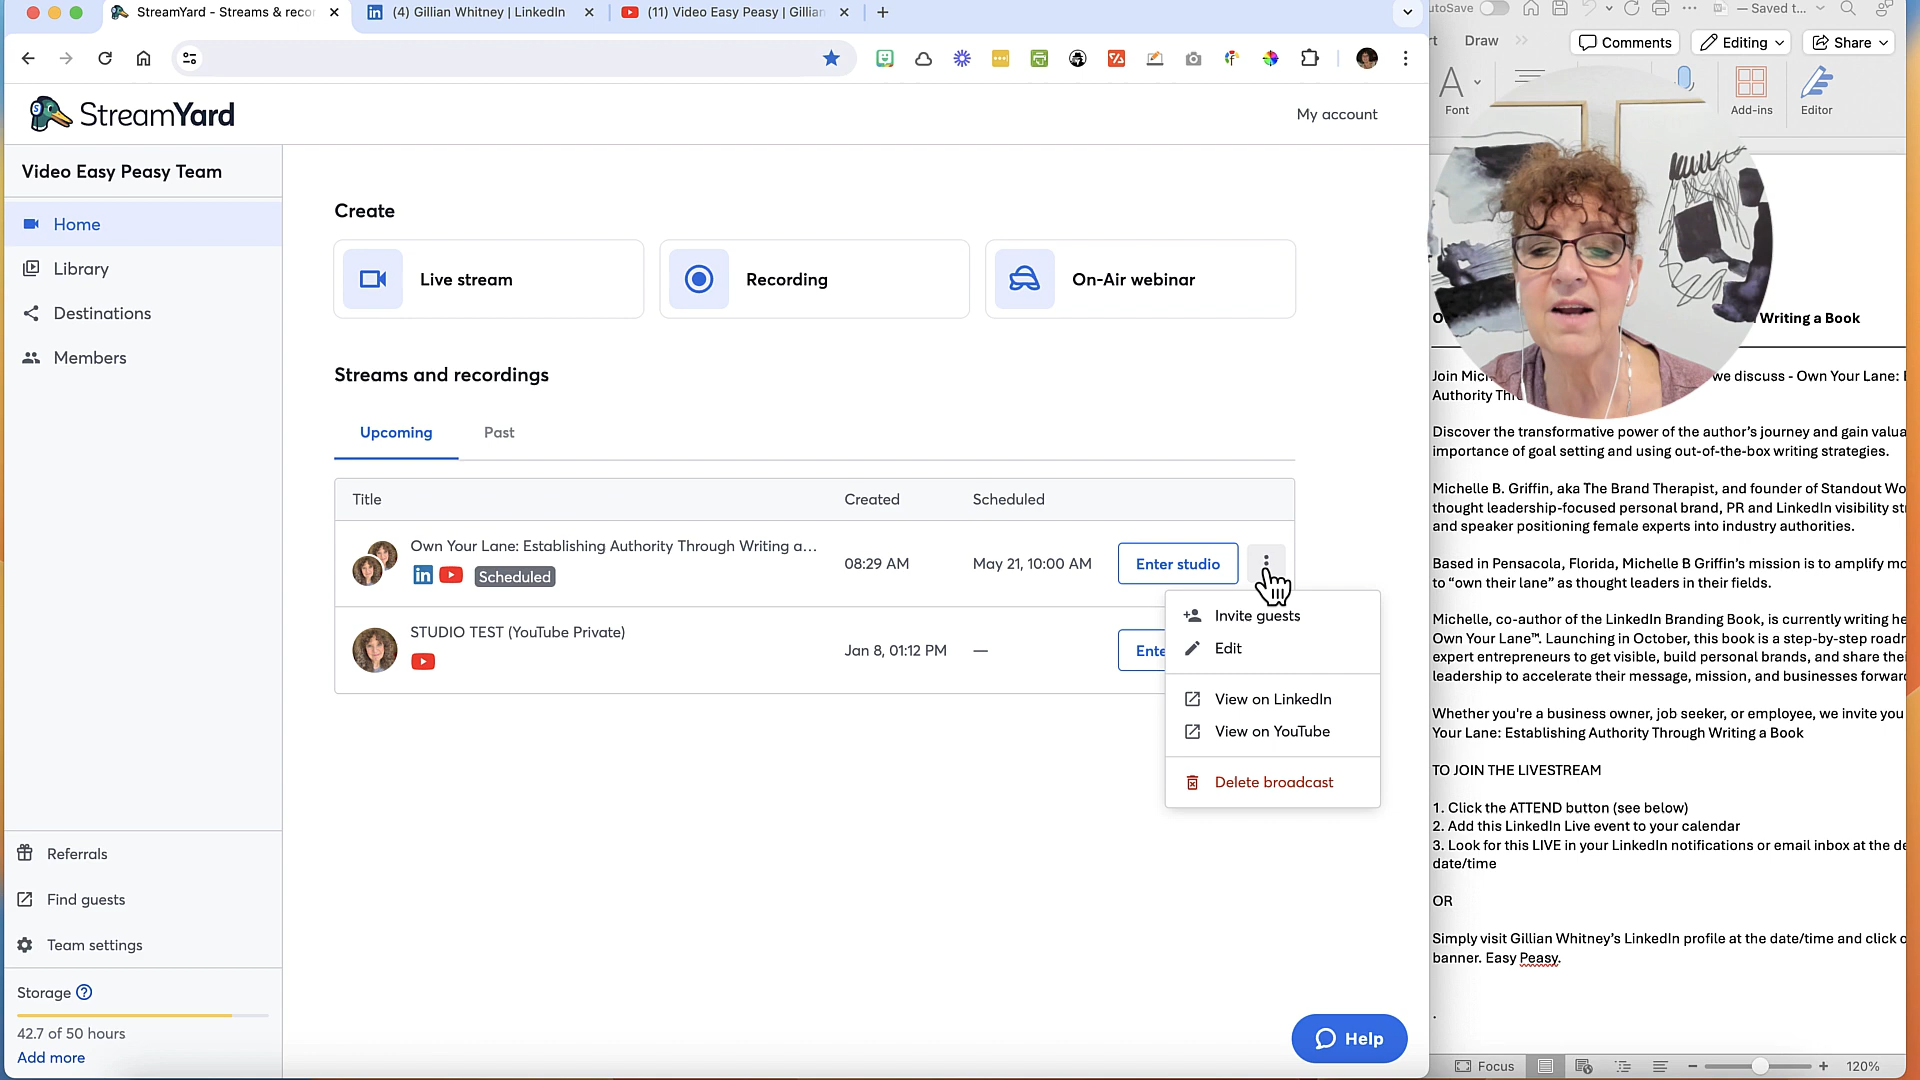 StreamYard - Streams & recor
(4) Gillian Whitney | LinkedIn
(11) Video Easy Peasy | Gillian
utoSave
Saved t...
Draw
Comments
Editing
Share
Font
Add-ins
Editor
StreamYard
My account
Video Easy Peasy Team
Home
Library
Destinations
Members
Referrals
Find guests
Team settings
Storage
42.7 of 50 hours
Add more
Create
Live stream
Recording
On-Air webinar
Streams and recordings
Upcoming
Past
Title
Created
Scheduled
Own Your Lane: Establishing Authority Through Writing a...
Scheduled
08:29 AM
May 21, 10:00 AM
Enter studio
STUDIO TEST (YouTube Private)
Jan 8, 01:12 PM
—
Ente
Invite guests
Edit
View on LinkedIn
View on YouTube
Delete broadcast
Help
Writing a Book
Join Mich we discuss - Own Your Lane:
Authority Thr
Discover the transformative power of the author's journey and gain valua
importance of goal setting and using out-of-the-box writing strategies.
Michelle B. Griffin, aka The Brand Therapist, and founder of Standout Wo
thought leadership-focused personal brand, PR and LinkedIn visibility st
and speaker positioning female experts into industry authorities.
Based in Pensacola, Florida, Michelle B Griffin's mission is to amplify mo
to “own their lane” as thought leaders in their fields.
Michelle, co-author of the LinkedIn Branding Book, is currently writing he
Own Your Lane™. Launching in October, this book is a step-by-step roadm
expert entrepreneurs to get visible, build personal brands, and share thei
leadership to accelerate their message, mission, and businesses forward
Whether you're a business owner, job seeker, or employee, we invite you
Your Lane: Establishing Authority Through Writing a Book
TO JOIN THE LIVESTREAM
1. Click the ATTEND button (see below)
2. Add this LinkedIn Live event to your calendar
3. Look for this LIVE in your LinkedIn notifications or email inbox at the de
date/time
OR
Simply visit Gillian Whitney's LinkedIn profile at the date/time and click o
banner. Easy Peasy.
.
Focus
120%